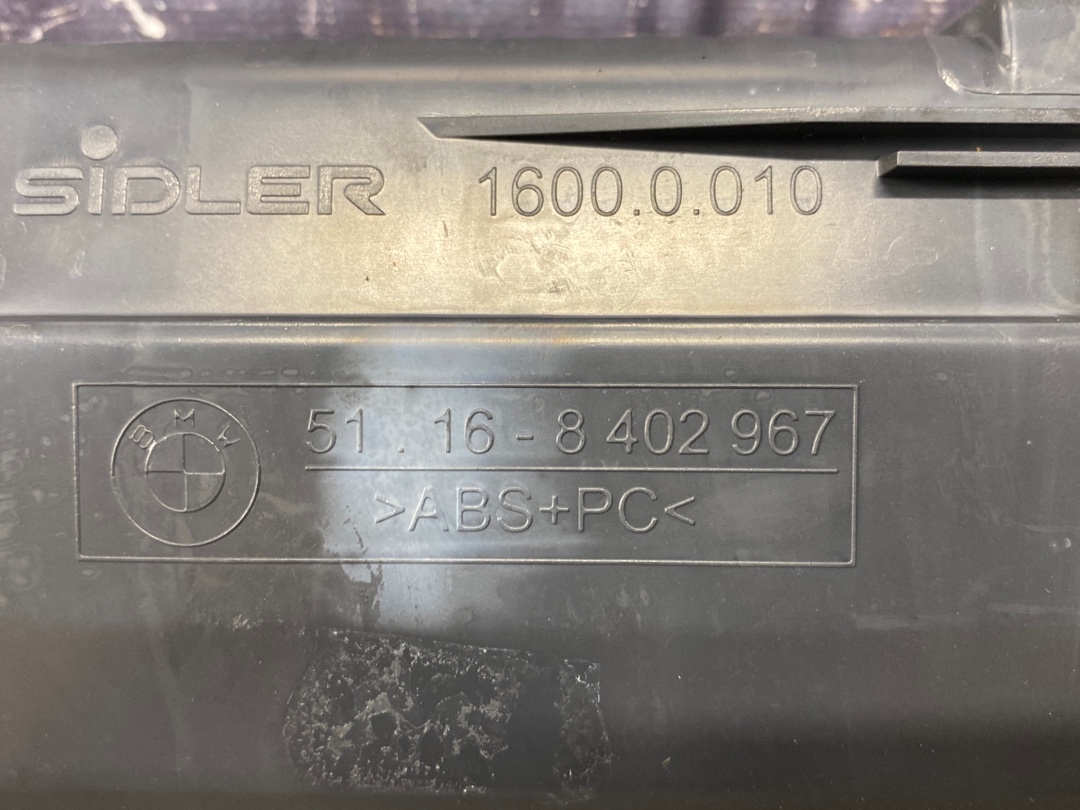 SiDLER 1600.0.010
BMW 51.16-8 402 967
>ABS+PC<